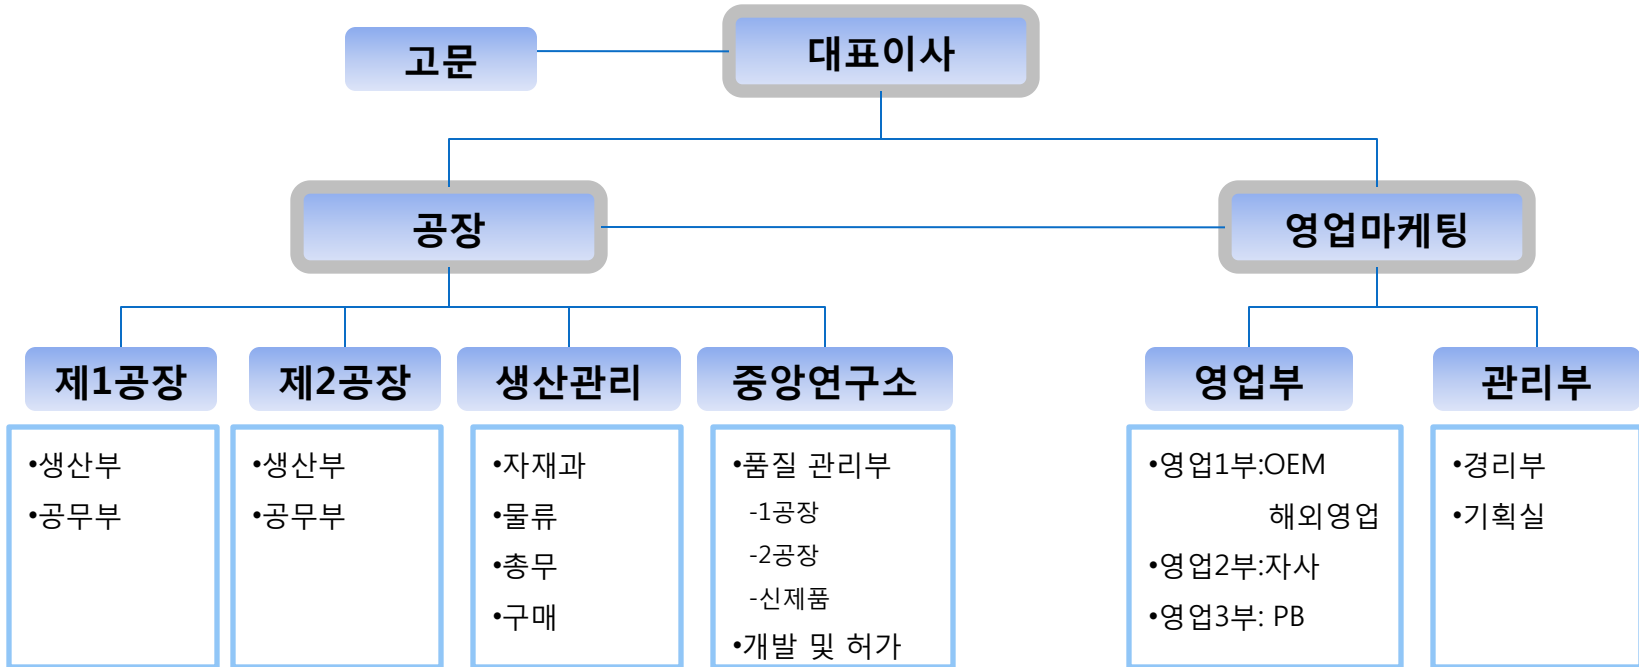 고문
대표이사
공장
영업마케팅
제1공장
제2공장
생산관리
중앙연구소
영업부
관리부
•생산부
•공무부
•생산부
•공무부
•자재과
•물류
•총무
•구매
•품질 관리부
-1공장
-2공장
-신제품
•개발 및 허가
•영업1부:OEM
해외영업
•영업2부:자사
•영업3부: PB
•경리부
•기획실